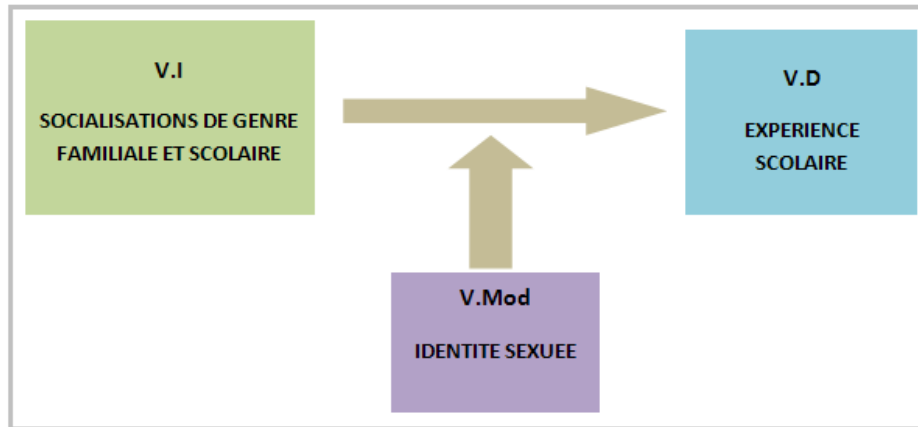 V.I
SOCIALISATIONS DE GENRE
FAMILIALE ET SCOLAIRE
V.D
EXPERIENCE
SCOLAIRE
V.Mod
IDENTITE SEXUEE